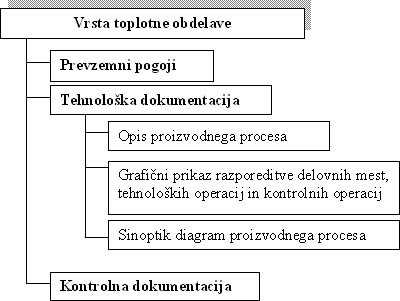 Vrsta toplotne obdelave
Prevzemni pogoji
Tehnološka dokumentacija
Opis proizvodnega procesa
Grafični prikaz razporeditve delovnih mest,
tehnoloških operacij in kontrolnih operacij
Sinoptik diagram proizvodnega procesa
Kontrolna dokumentacija